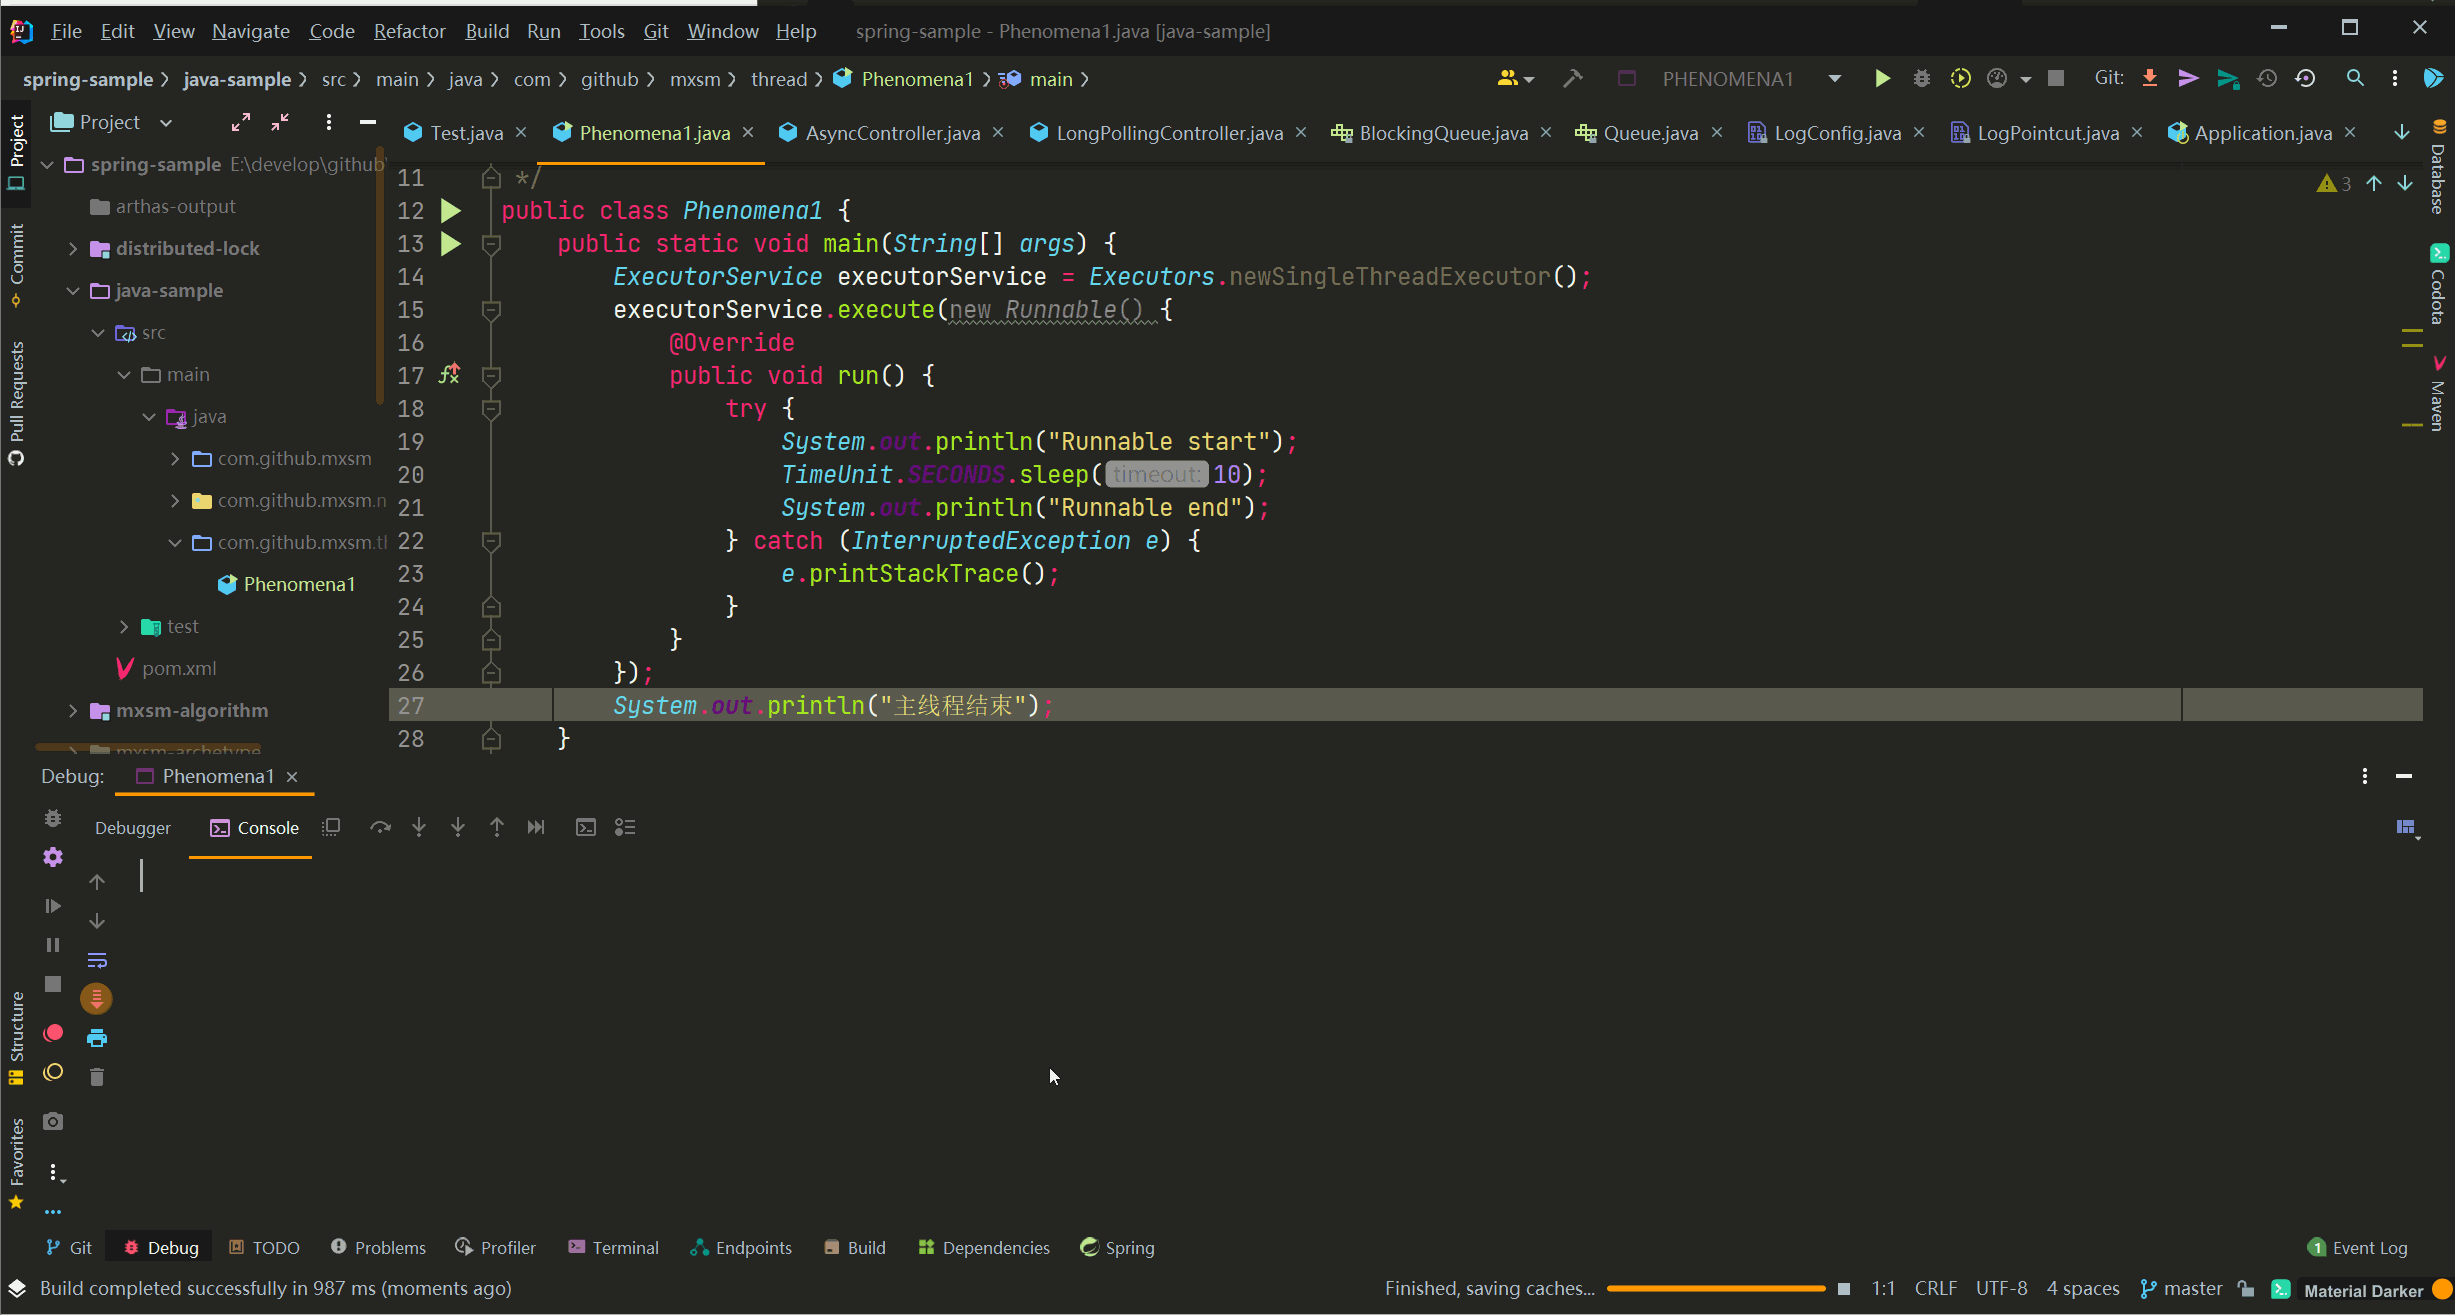 File Edit View Navigate Code Refactor Build Run Tools Git Window Help spring-sample - Phenomena1.java [java-sample]
spring-sample java-sample src main java com github mxsm thread Phenomena1 main PHENOMENA1 Git:
Project
Test.java Phenomena1.java AsyncController.java LongPollingController.java BlockingQueue.java Queue.java LogConfig.java LogPointcut.java Application.java
Project
Commit
Pull Requests
Structure
Favorites
spring-sample E:\develop\github\
arthas-output
distributed-lock
java-sample
src
main
java
com.github.mxsm
com.github.mxsm.n
com.github.mxsm.t
Phenomena1
test
pom.xml
mxsm-algorithm
mxsm-archetype
11 */
12 public class Phenomena1 {
13 public static void main(String[] args) {
14 ExecutorService executorService = Executors.newSingleThreadExecutor();
15 executorService.execute(new Runnable() {
16 @Override
17 public void run() {
18 try {
19 System.out.println("Runnable start");
20 TimeUnit.SECONDS.sleep( timeout: 10);
21 System.out.println("Runnable end");
22 } catch (InterruptedException e) {
23 e.printStackTrace();
24 }
25 }
26 });
27 System.out.println("主线程结束");
28 }
3
Database
Codota
Maven
Debug: Phenomena1
Debugger Console
Git Debug TODO Problems Profiler Terminal Endpoints Build Dependencies Spring 1 Event Log
Build completed successfully in 987 ms (moments ago) Finished, saving caches... 1:1 CRLF UTF-8 4 spaces master Material Darker